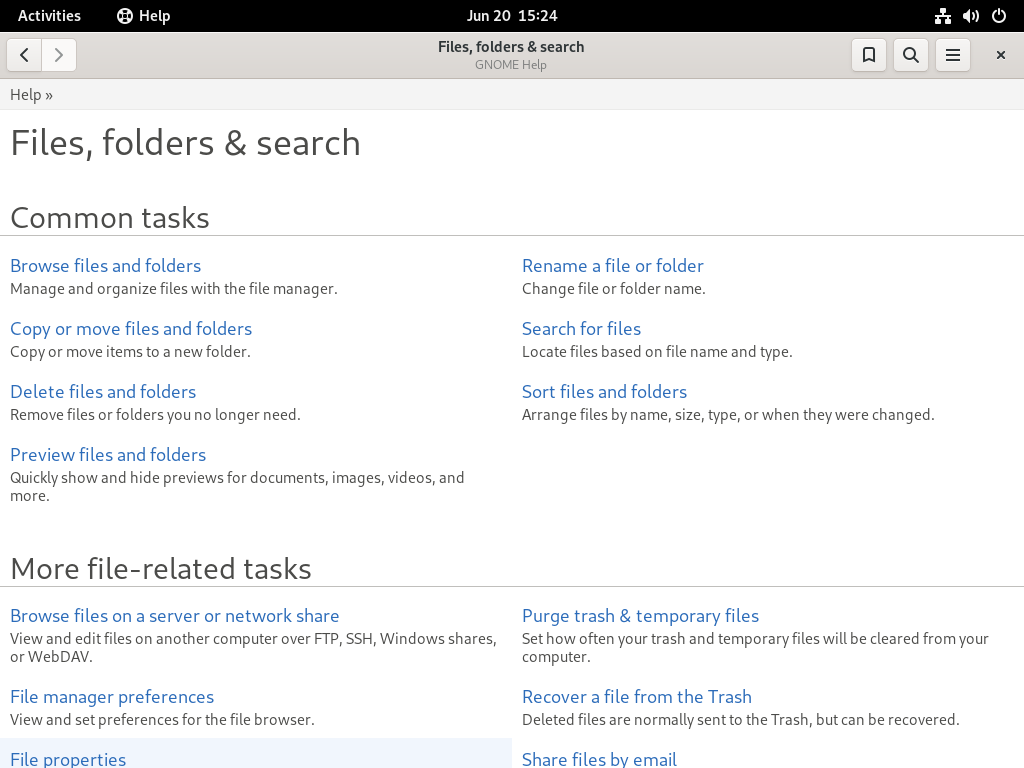 Activities Help Jun 20 15:24
Files, folders & search
GNOME Help
Help »
Files, folders & search
Common tasks
Browse files and folders
Manage and organize files with the file manager.
Copy or move files and folders
Copy or move items to a new folder.
Delete files and folders
Remove files or folders you no longer need.
Preview files and folders
Quickly show and hide previews for documents, images, videos, and
more.
Rename a file or folder
Change file or folder name.
Search for files
Locate files based on file name and type.
Sort files and folders
Arrange files by name, size, type, or when they were changed.
More file-related tasks
Browse files on a server or network share
View and edit files on another computer over FTP, SSH, Windows shares,
or WebDAV.
File manager preferences
View and set preferences for the file browser.
File properties
Purge trash & temporary files
Set how often your trash and temporary files will be cleared from your
computer.
Recover a file from the Trash
Deleted files are normally sent to the Trash, but can be recovered.
Share files by email